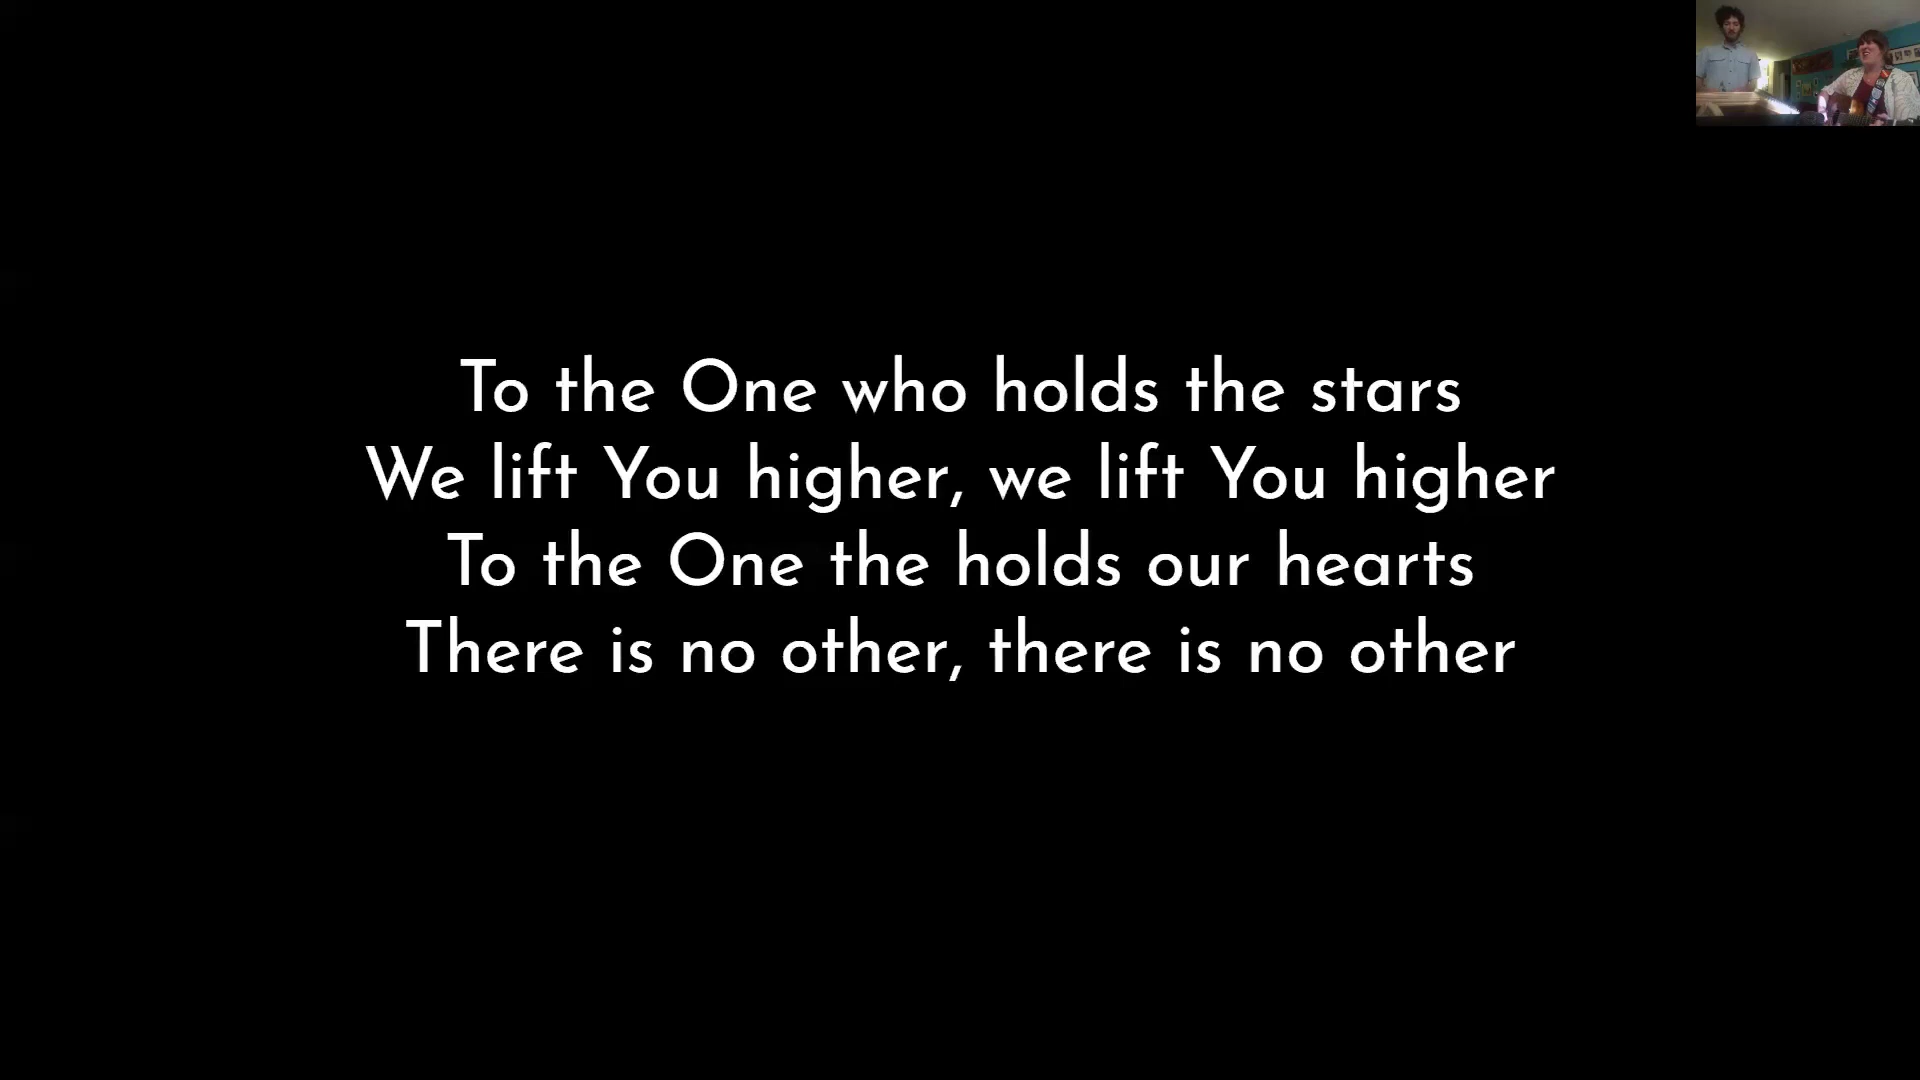 To the One who holds the stars
We lift You higher, we lift You higher
To the One the holds our hearts
There is no other, there is no other